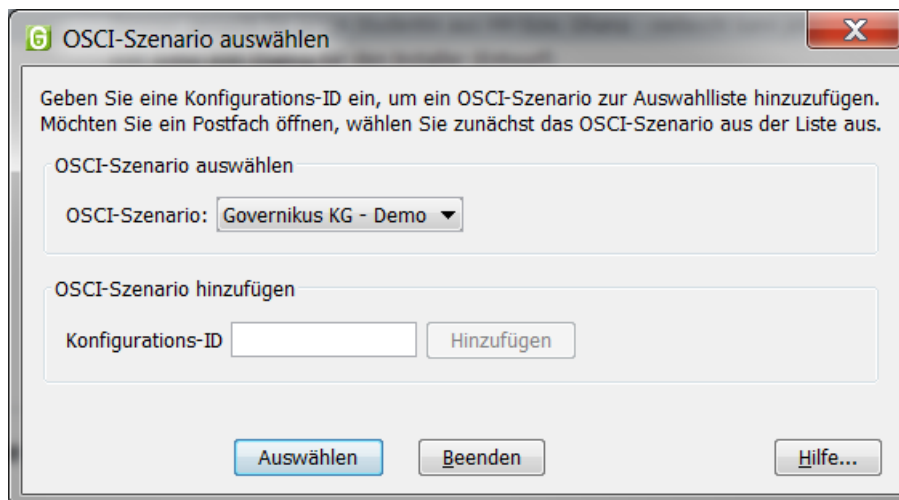 OSCI-Szenario auswählen
Geben Sie eine Konfigurations-ID ein, um ein OSCI-Szenario zur Auswahlliste hinzuzufügen.
Möchten Sie ein Postfach öffnen, wählen Sie zunächst das OSCI-Szenario aus der Liste aus.
OSCI-Szenario auswählen
OSCI-Szenario: Governikus KG - Demo
OSCI-Szenario hinzufügen
Konfigurations-ID Hinzufügen
Auswählen Beenden Hilfe...